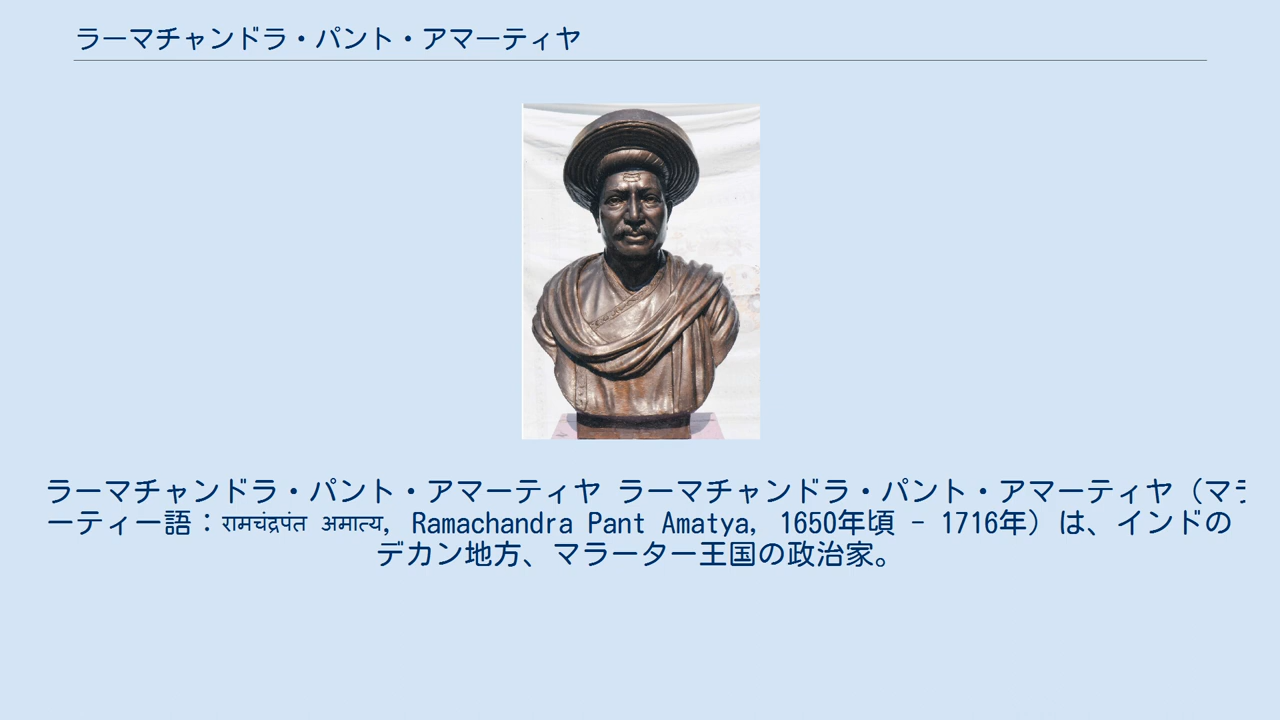 ラーマチャンドラ・パント・アマーティヤ
ラーマチャンドラ・パント・アマーティヤ ラーマチャンドラ・パント・アマーティヤ（マラ
ーティー語：रामचंद्रपंत अमात्य, Ramachandra Pant Amatya, 1650年頃 - 1716年）は、インドの
デカン地方、マラーター王国の政治家。